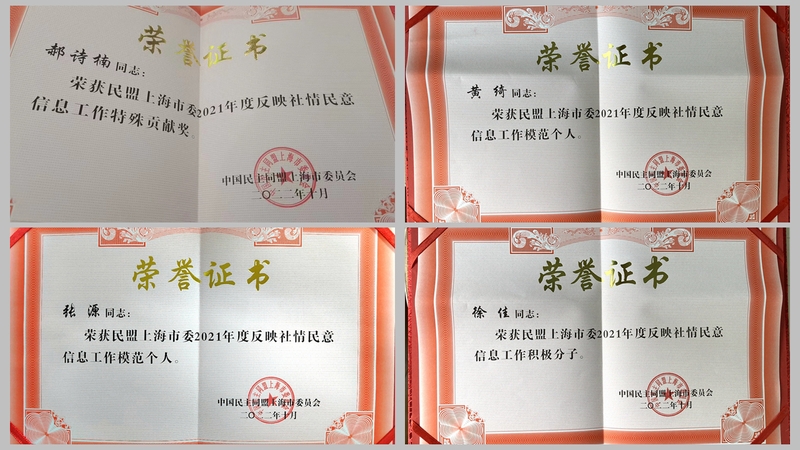 荣誉证书
郝诗楠同志：
荣获民盟上海市委2021年度反映社情民意
信息工作特殊贡献奖。
中国民主同盟上海市委员会
二〇二二年十月
荣誉证书
黄绮同志：
荣获民盟上海市委2021年度反映社情民意
信息工作模范个人。
中国民主同盟上海市委员会
二〇二二年十月
荣誉证书
张源同志：
荣获民盟上海市委2021年度反映社情民意
信息工作模范个人。
中国民主同盟上海市委员会
二〇二二年十月
荣誉证书
徐佳同志：
荣获民盟上海市委2021年度反映社情民意
信息工作积极分子。
中国民主同盟上海市委员会
二〇二二年十月